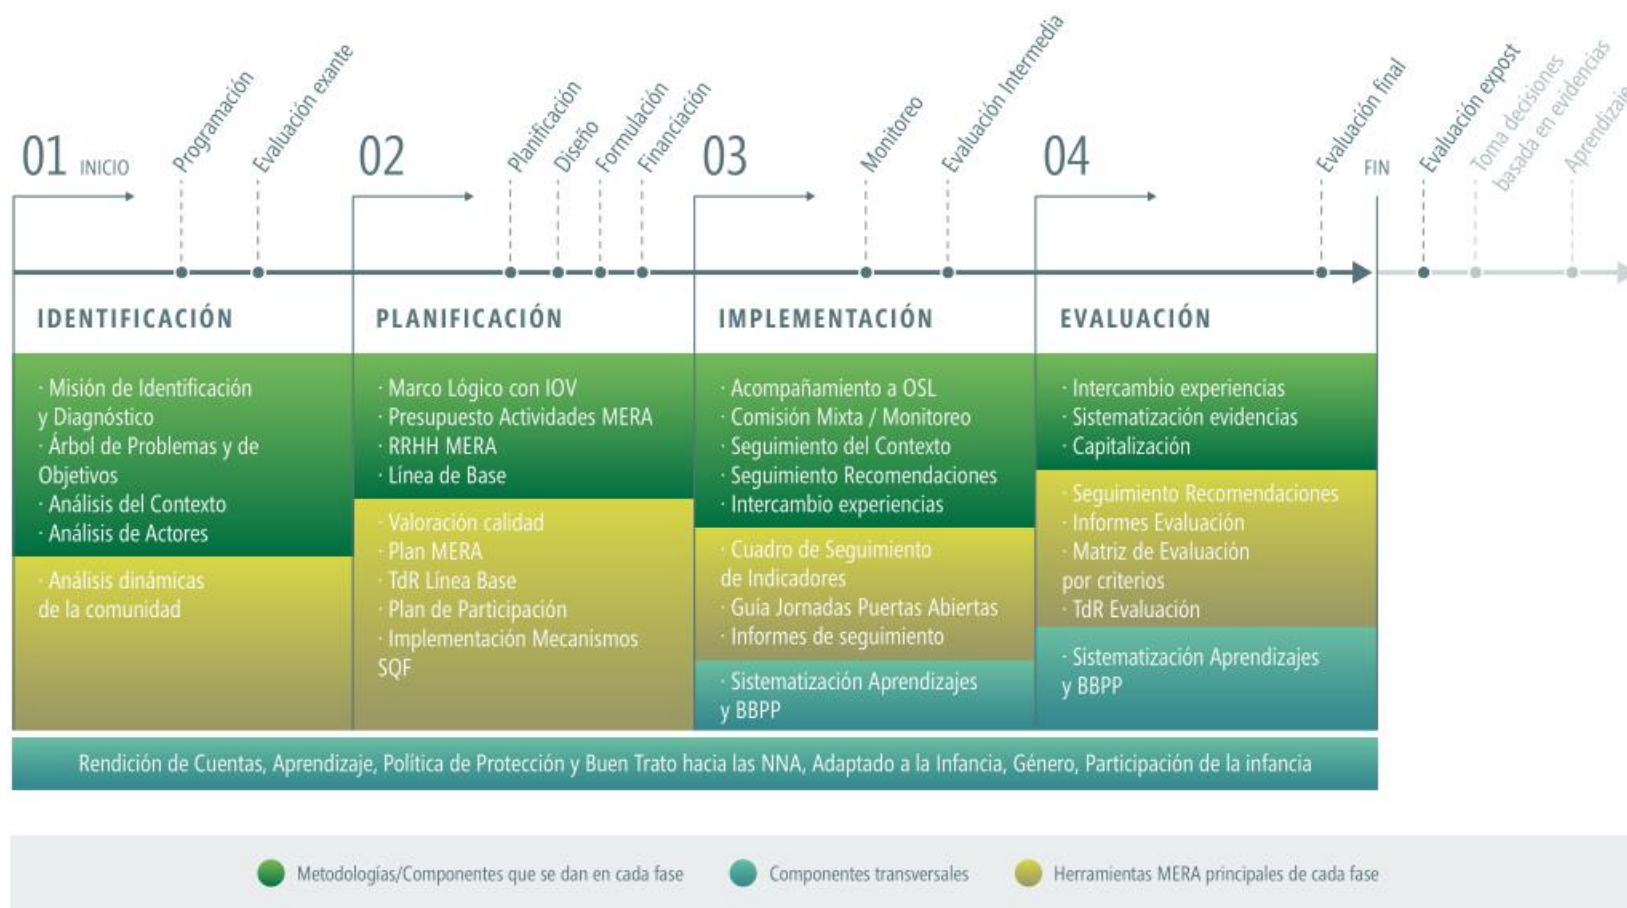 01 INICIO
Programación
Evaluación exante
02
Planificación
Diseño
Formulación
Financiación
03
Monitoreo
Evaluación Intermedia
04
Evaluación final
FIN
Evaluación expost
Toma decisiones
basada en evidencias
Aprendizaje
IDENTIFICACIÓN
· Misión de Identificación
y Diagnóstico
· Árbol de Problemas y de
Objetivos
· Análisis del Contexto
· Análisis de Actores
· Análisis dinámicas
de la comunidad
PLANIFICACIÓN
· Marco Lógico con IOV
· Presupuesto Actividades MERA
· RRHH MERA
· Línea de Base
· Valoración calidad
· Plan MERA
· TdR Línea Base
· Plan de Participación
· Implementación Mecanismos
SQF
IMPLEMENTACIÓN
· Acompañamiento a OSL
· Comisión Mixta / Monitoreo
· Seguimiento del Contexto
· Seguimiento Recomendaciones
· Intercambio experiencias
· Cuadro de Seguimiento
de Indicadores
· Guía Jornadas Puertas Abiertas
· Informes de seguimiento
· Sistematización Aprendizajes
y BBPP
EVALUACIÓN
· Intercambio experiencias
· Sistematización evidencias
· Capitalización
· Seguimiento Recomendaciones
· Informes Evaluación
· Matriz de Evaluación
por criterios
· TdR Evaluación
· Sistematización Aprendizajes
y BBPP
Rendición de Cuentas, Aprendizaje, Política de Protección y Buen Trato hacia las NNA, Adaptado a la Infancia, Género, Participación de la infancia
Metodologías/Componentes que se dan en cada fase
Componentes transversales
Herramientas MERA principales de cada fase